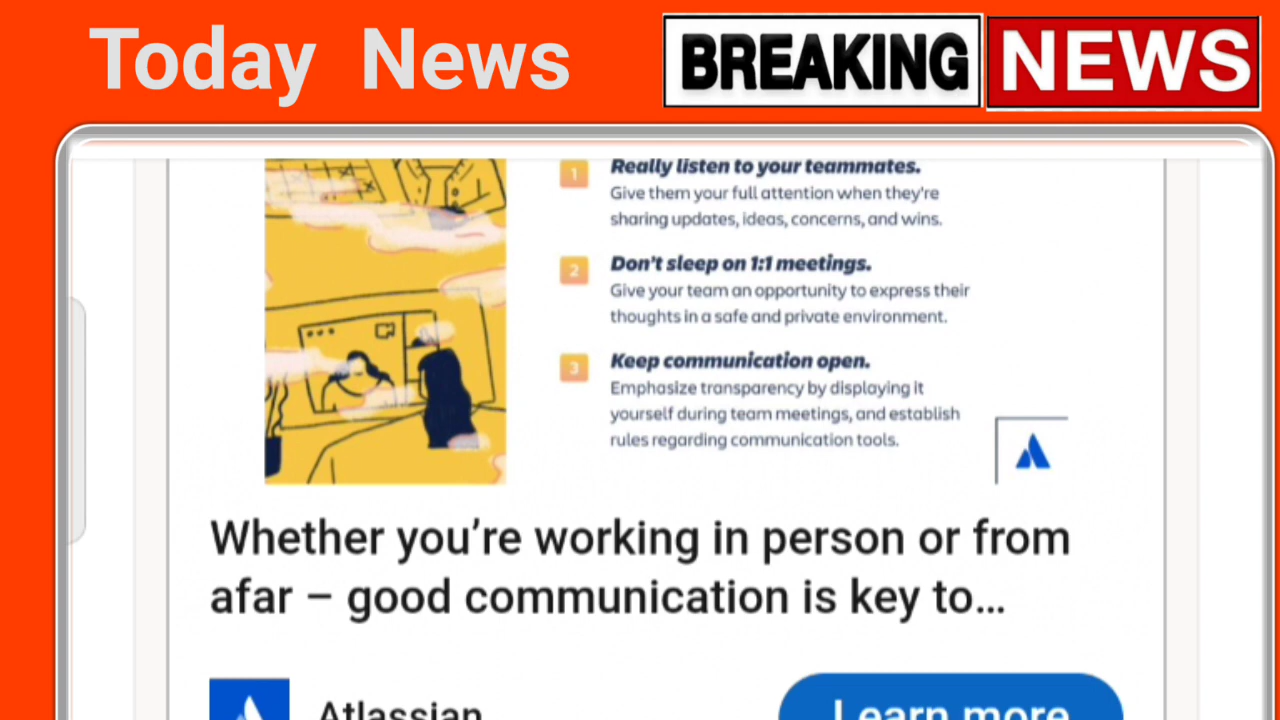 Today News
BREAKING NEWS
1 Really listen to your teammates.
Give them your full attention when they're
sharing updates, ideas, concerns, and wins.
2 Don't sleep on 1:1 meetings.
Give your team an opportunity to express their
thoughts in a safe and private environment.
3 Keep communication open.
Emphasize transparency by displaying it
yourself during team meetings, and establish
rules regarding communication tools.
Whether you’re working in person or from
afar – good communication is key to...
Atlassian
Learn more